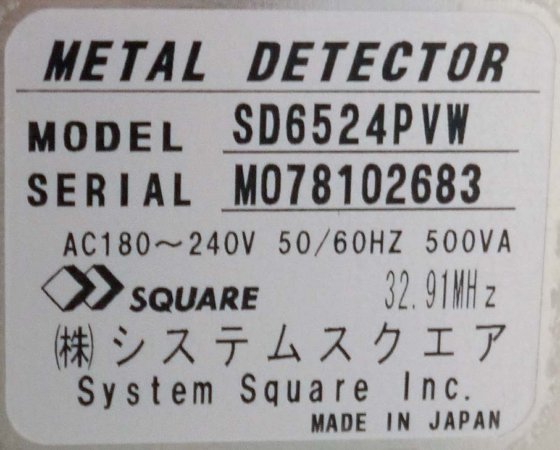 METAL DETECTOR
MODEL SD6524PVW
SERIAL M078102683
AC180～240V 50/60HZ 500VA
SQUARE 32.91MHz
㈱システムスクエア
System Square Inc.
MADE IN JAPAN